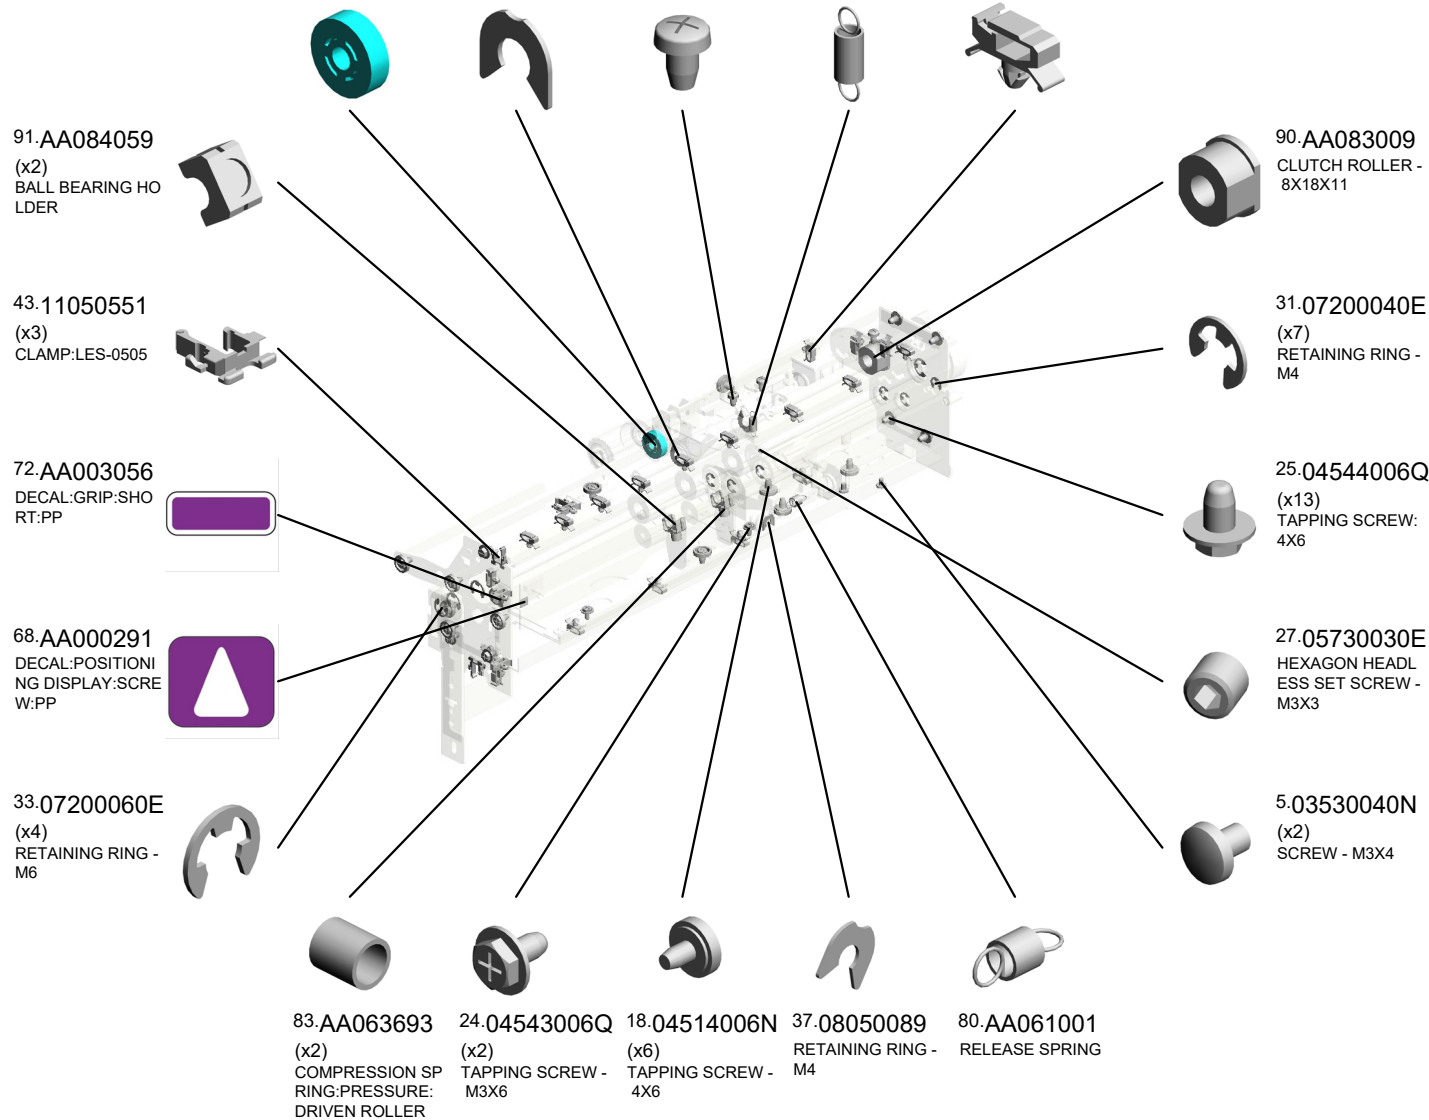 91.AA084059
(x2)
BALL BEARING HO
LDER
90.AA083009
CLUTCH ROLLER -
8X18X11
43.11050551
(x3)
CLAMP:LES-0505
31.07200040E
(x7)
RETAINING RING -
M4
72.AA003056
DECAL:GRIP:SHO
RT:PP
25.04544006Q
(x13)
TAPPING SCREW:
4X6
68.AA000291
DECAL:POSITIONI
NG DISPLAY:SCRE
W:PP
27.05730030E
HEXAGON HEADL
ESS SET SCREW -
M3X3
33.07200060E
(x4)
RETAINING RING -
M6
5.03530040N
(x2)
SCREW - M3X4
83.AA063693
(x2)
COMPRESSION SP
RING:PRESSURE:
DRIVEN ROLLER
24.04543006Q
(x2)
TAPPING SCREW -
M3X6
18.04514006N
(x6)
TAPPING SCREW -
4X6
37.08050089
RETAINING RING -
M4
80.AA061001
RELEASE SPRING